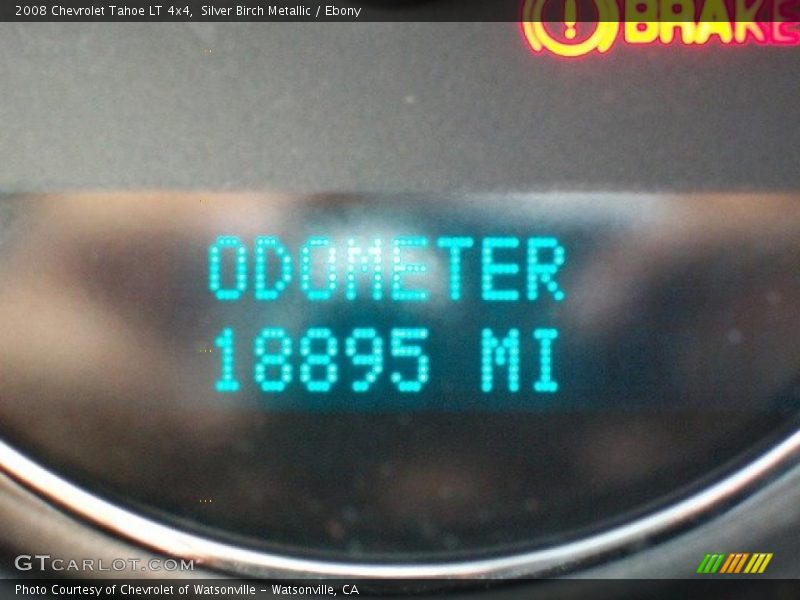 2008 Chevrolet Tahoe LT 4x4, Silver Birch Metallic / Ebony
BRAKE
ODOMETER
18895 MI
GTCARLOT.COM
Photo Courtesy of Chevrolet of Watsonville - Watsonville, CA